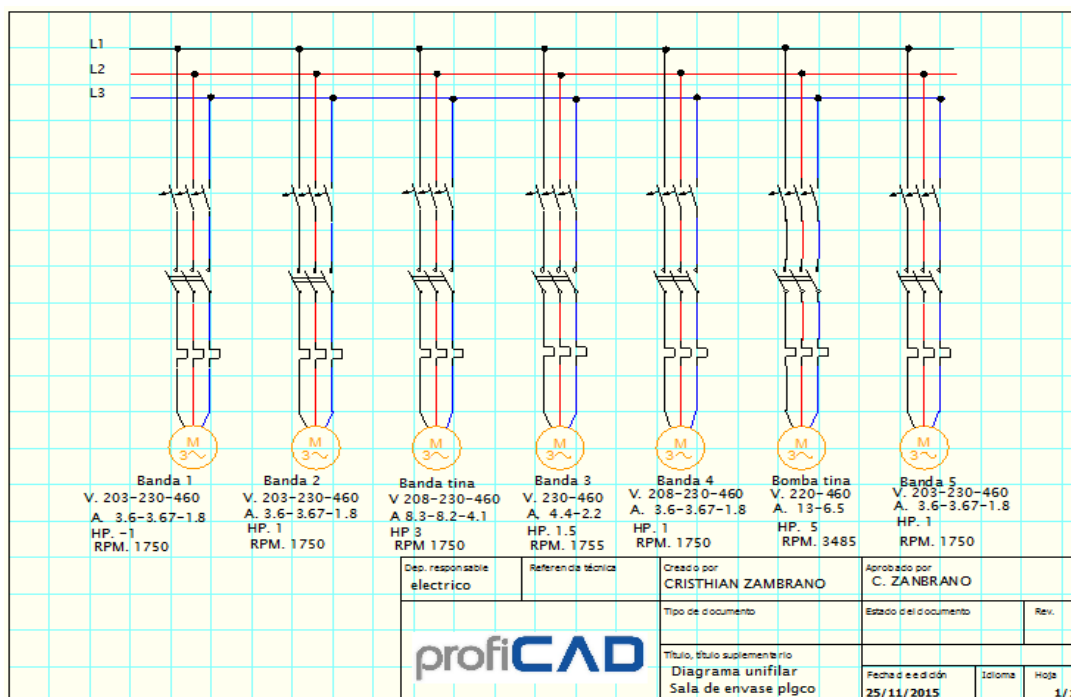 L1
L2
L3
M
3
M
3
M
3
M
3
M
3
M
3
M
3
Banda 1
V. 203-230-460
A. 3.6-3.67-1.8
HP. -1
RPM. 1750
Banda 2
V. 203-230-460
A. 3.6-3.67-1.8
HP. 1
RPM. 1750
Banda tina
V 208-230-460
A 8.3-8.2-4.1
HP 3
RPM 1750
Banda 3
V. 230-460
A. 4.4-2.2
HP. 1.5
RPM. 1755
Banda 4
V. 208-230-460
A. 3.6-3.67-1.8
HP. 1
RPM. 1750
Bomba tina
V. 220-460
A. 13-6.5
HP. 5
RPM. 3485
Banda 5
V. 203-230-460
A. 3.6-3.67-1.8
HP. 1
RPM. 1750
Dep. responsable
electrico
Referencia técnica
Creado por
CRISTHIAN ZAMBRANO
Aprobado por
C. ZANBRANO
Tipo de documento
Estado del documento
Rev.
profiCAD
Título, título suplementario
Diagrama unifilar
Sala de envase plgco
Fecha de edición
25/11/2015
Idioma
Hoja